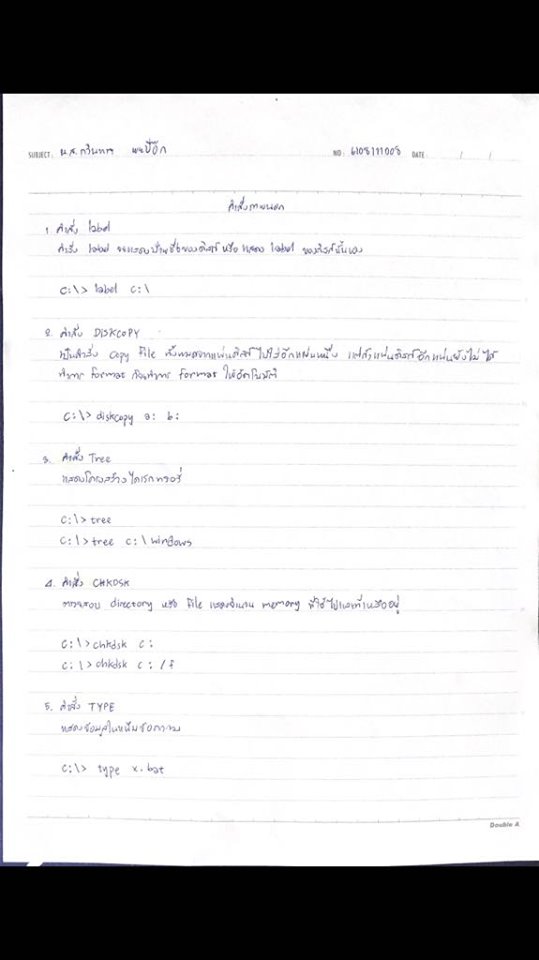 SUBJECT: น.ส.กวินทรา
NO: 6108111008 DATE / /
คำสั่งภายนอก
1. คำสั่ง label
คำสั่ง label จะแสดงป้ายชื่อของดิสก์ หรือ แสดง label ของดิสก์นั้นเอง
C:\> label C:\
2. คำสั่ง DISKCOPY
เป็นคำสั่ง copy File ทั้งหมดจากแผ่นดิสก์ไปใส่อีกแผ่นหนึ่ง แต่ถ้าแผ่นดิสก์อีกแผ่นยังไม่ได้
ทำการ format ก็จะทำการ format ให้อัตโนมัติ
C:\> diskcopy a: b:
3. คำสั่ง Tree
แสดงโครงสร้างไดเรกทอรี่
C:\>tree
C:\>tree c:\windows
4. คำสั่ง CHKDSK
ตรวจสอบ directory หรือ File แสดงจำนวน memory ที่ใช้ไปและที่เหลืออยู่
C:\>chkdsk c:
C:\>chkdsk c: /f
5. คำสั่ง TYPE
แสดงข้อมูลในแฟ้มข้อความ
C:\> type x.bat
Double A